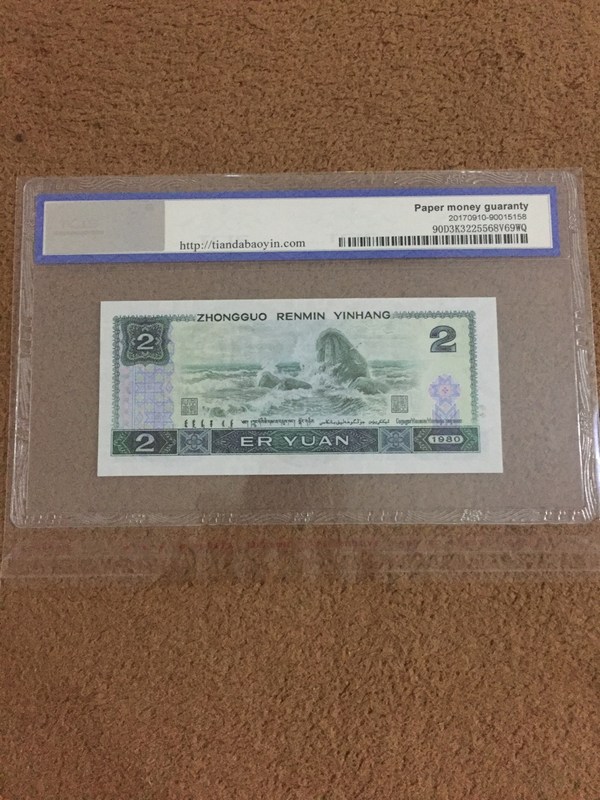 Paper money guaranty
20170910-90015158
http://tiandabaoyin.com
90D3K3225568V69WQ
ZHONGGUO RENMIN YINHANG
2
2
2
ER YUAN
1980